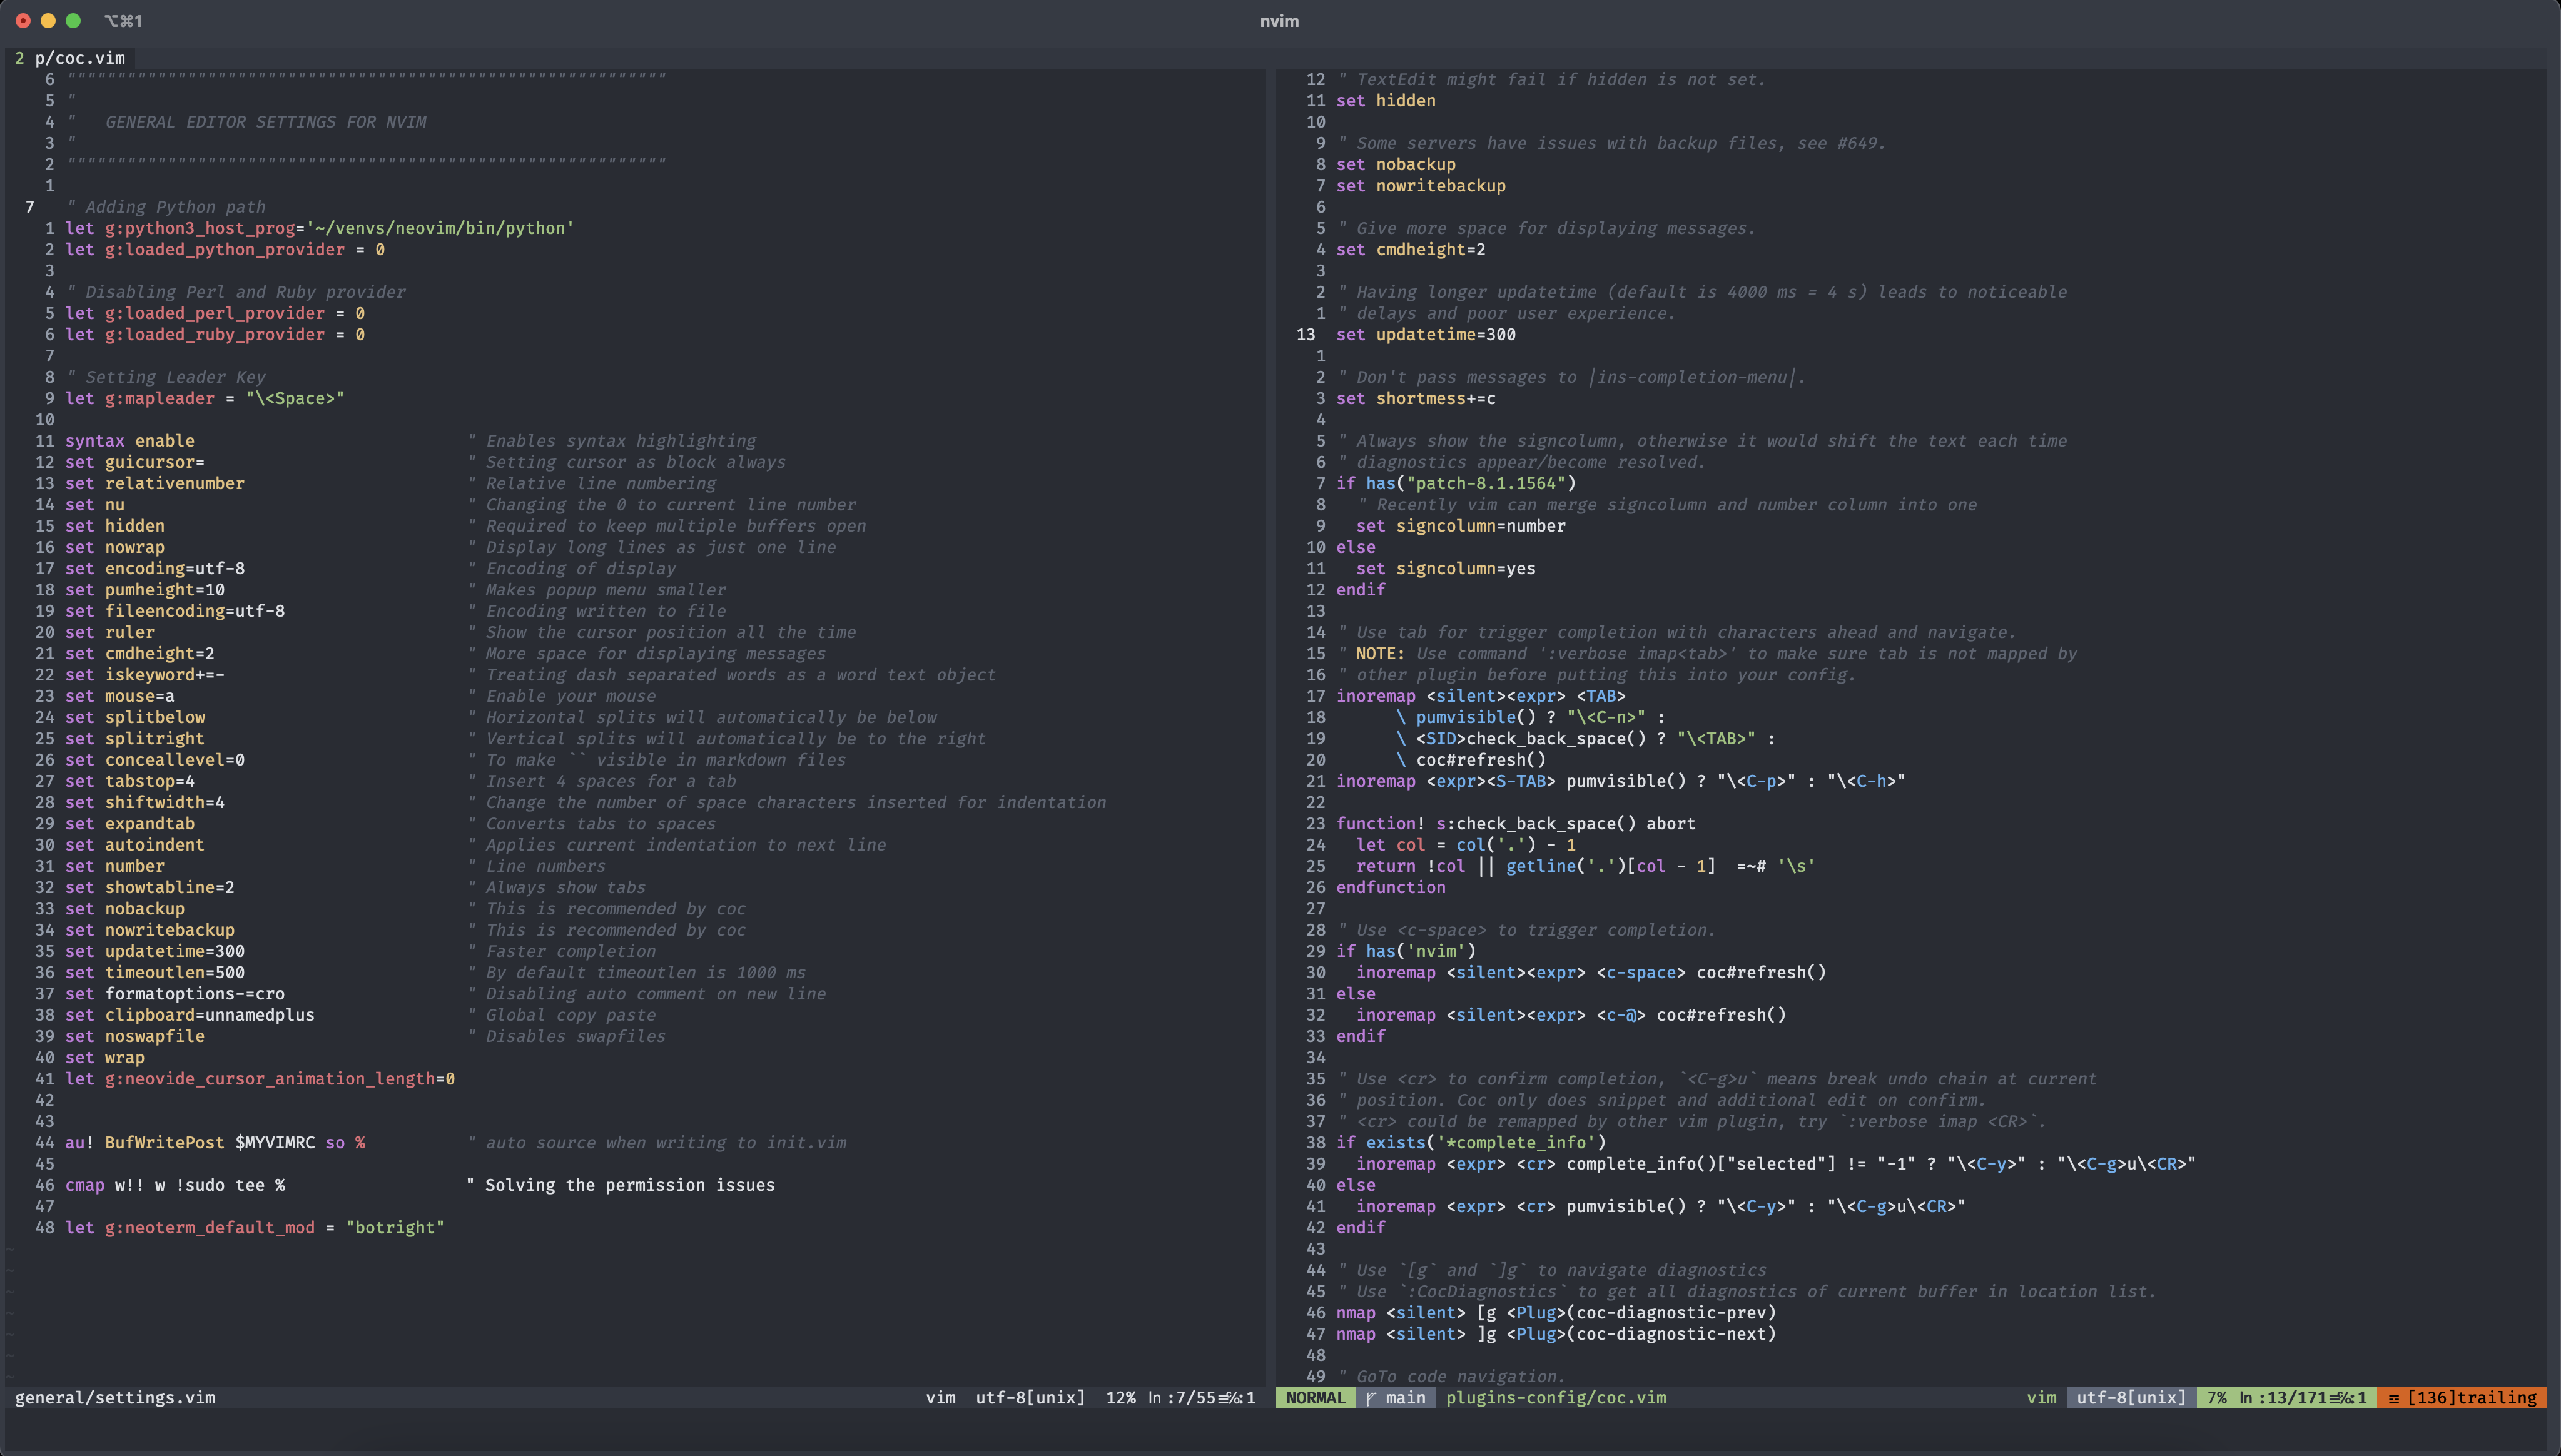 ⌥⌘1
nvim
2 p/coc.vim
6 """"""""""""""""""""""""""""""""""""""""""""""""""""""""""""
5 "
4 "   GENERAL EDITOR SETTINGS FOR NVIM
3 "
2 """"""""""""""""""""""""""""""""""""""""""""""""""""""""""""
1
7 " Adding Python path
1 let g:python3_host_prog='~/venvs/neovim/bin/python'
2 let g:loaded_python_provider = 0
3
4 " Disabling Perl and Ruby provider
5 let g:loaded_perl_provider = 0
6 let g:loaded_ruby_provider = 0
7
8 " Setting Leader Key
9 let g:mapleader = "\<Space>"
10
11 syntax enable " Enables syntax highlighting
12 set guicursor= " Setting cursor as block always
13 set relativenumber " Relative line numbering
14 set nu " Changing the 0 to current line number
15 set hidden " Required to keep multiple buffers open
16 set nowrap " Display long lines as just one line
17 set encoding=utf-8 " Encoding of display
18 set pumheight=10 " Makes popup menu smaller
19 set fileencoding=utf-8 " Encoding written to file
20 set ruler " Show the cursor position all the time
21 set cmdheight=2 " More space for displaying messages
22 set iskeyword+=- " Treating dash separated words as a word text object
23 set mouse=a " Enable your mouse
24 set splitbelow " Horizontal splits will automatically be below
25 set splitright " Vertical splits will automatically be to the right
26 set conceallevel=0 " To make `` visible in markdown files
27 set tabstop=4 " Insert 4 spaces for a tab
28 set shiftwidth=4 " Change the number of space characters inserted for indentation
29 set expandtab " Converts tabs to spaces
30 set autoindent " Applies current indentation to next line
31 set number " Line numbers
32 set showtabline=2 " Always show tabs
33 set nobackup " This is recommended by coc
34 set nowritebackup " This is recommended by coc
35 set updatetime=300 " Faster completion
36 set timeoutlen=500 " By default timeoutlen is 1000 ms
37 set formatoptions-=cro " Disabling auto comment on new line
38 set clipboard=unnamedplus " Global copy paste
39 set noswapfile " Disables swapfiles
40 set wrap
41 let g:neovide_cursor_animation_length=0
42
43
44 au! BufWritePost $MYVIMRC so % " auto source when writing to init.vim
45
46 cmap w!! w !sudo tee % " Solving the permission issues
47
48 let g:neoterm_default_mod = "botright"
~
~
~
~
~
~
~
general/settings.vim vim utf-8[unix] 12% ln :7/55≡℅:1
12 " TextEdit might fail if hidden is not set.
11 set hidden
10
9 " Some servers have issues with backup files, see #649.
8 set nobackup
7 set nowritebackup
6
5 " Give more space for displaying messages.
4 set cmdheight=2
3
2 " Having longer updatetime (default is 4000 ms = 4 s) leads to noticeable
1 " delays and poor user experience.
13 set updatetime=300
1
2 " Don't pass messages to |ins-completion-menu|.
3 set shortmess+=c
4
5 " Always show the signcolumn, otherwise it would shift the text each time
6 " diagnostics appear/become resolved.
7 if has("patch-8.1.1564")
8   " Recently vim can merge signcolumn and number column into one
9   set signcolumn=number
10 else
11   set signcolumn=yes
12 endif
13
14 " Use tab for trigger completion with characters ahead and navigate.
15 " NOTE: Use command ':verbose imap<tab>' to make sure tab is not mapped by
16 " other plugin before putting this into your config.
17 inoremap <silent><expr> <TAB>
18       \ pumvisible() ? "\<C-n>" :
19       \ <SID>check_back_space() ? "\<TAB>" :
20       \ coc#refresh()
21 inoremap <expr><S-TAB> pumvisible() ? "\<C-p>" : "\<C-h>"
22
23 function! s:check_back_space() abort
24   let col = col('.') - 1
25   return !col || getline('.')[col - 1]  =~# '\s'
26 endfunction
27
28 " Use <c-space> to trigger completion.
29 if has('nvim')
30   inoremap <silent><expr> <c-space> coc#refresh()
31 else
32   inoremap <silent><expr> <c-@> coc#refresh()
33 endif
34
35 " Use <cr> to confirm completion, `<C-g>u` means break undo chain at current
36 " position. Coc only does snippet and additional edit on confirm.
37 " <cr> could be remapped by other vim plugin, try `:verbose imap <CR>`.
38 if exists('*complete_info')
39   inoremap <expr> <cr> complete_info()["selected"] != "-1" ? "\<C-y>" : "\<C-g>u\<CR>"
40 else
41   inoremap <expr> <cr> pumvisible() ? "\<C-y>" : "\<C-g>u\<CR>"
42 endif
43
44 " Use `[g` and `]g` to navigate diagnostics
45 " Use `:CocDiagnostics` to get all diagnostics of current buffer in location list.
46 nmap <silent> [g <Plug>(coc-diagnostic-prev)
47 nmap <silent> ]g <Plug>(coc-diagnostic-next)
48
49 " GoTo code navigation.
NORMAL main plugins-config/coc.vim vim utf-8[unix] 7% ln :13/171≡℅:1 ☲ [136]trailing